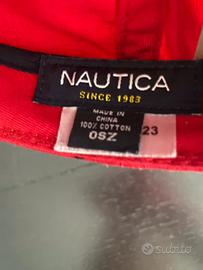 NAUTICA
SINCE 1983
MADE IN
CHINA
100% COTTON
OSZ
23
subito